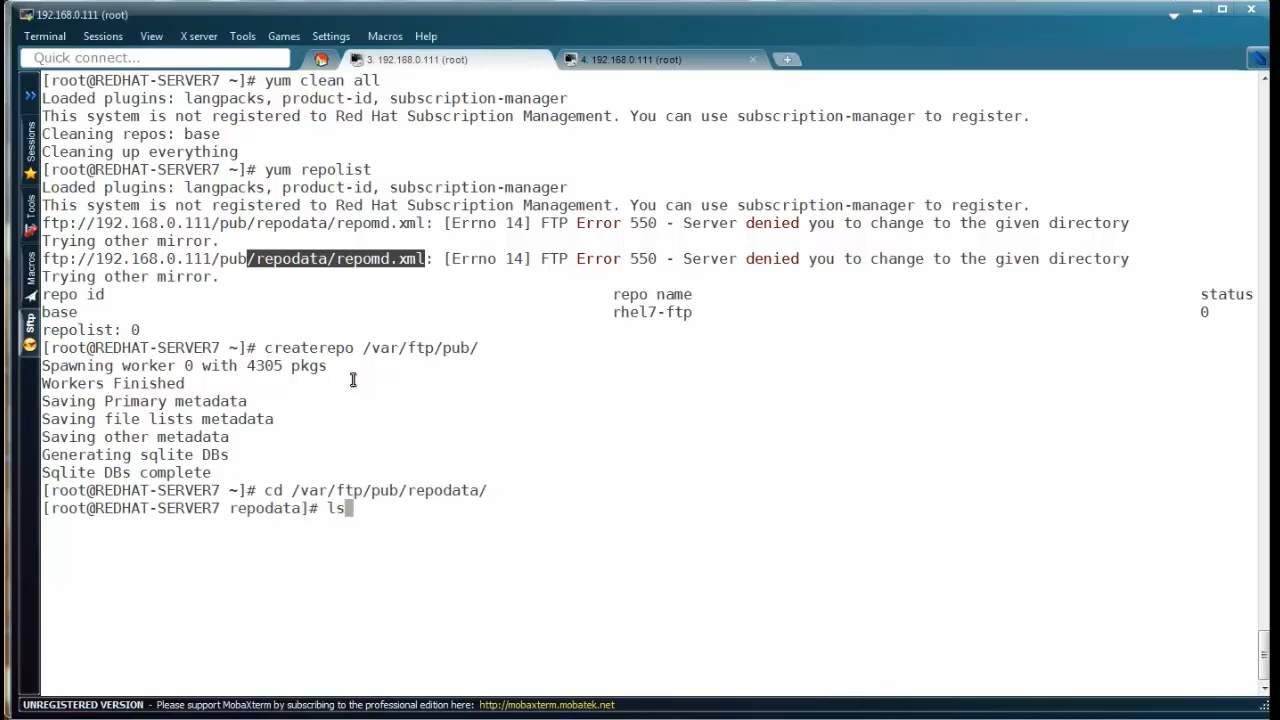 192.168.0.111 (root)
Terminal Sessions View X server Tools Games Settings Macros Help
Quick connect... 3. 192.168.0.111 (root) 4. 192.168.0.111 (root)
Sessions
Tools
Macros
Sftp
[root@REDHAT-SERVER7 ~]# yum clean all
Loaded plugins: langpacks, product-id, subscription-manager
This system is not registered to Red Hat Subscription Management. You can use subscription-manager to register.
Cleaning repos: base
Cleaning up everything
[root@REDHAT-SERVER7 ~]# yum repolist
Loaded plugins: langpacks, product-id, subscription-manager
This system is not registered to Red Hat Subscription Management. You can use subscription-manager to register.
ftp://192.168.0.111/pub/repodata/repomd.xml: [Errno 14] FTP Error 550 - Server denied you to change to the given directory
Trying other mirror.
ftp://192.168.0.111/pub/repodata/repomd.xml: [Errno 14] FTP Error 550 - Server denied you to change to the given directory
Trying other mirror.
repo id repo name status
base rhel7-ftp 0
repolist: 0
[root@REDHAT-SERVER7 ~]# createrepo /var/ftp/pub/
Spawning worker 0 with 4305 pkgs
Workers Finished
Saving Primary metadata
Saving file lists metadata
Saving other metadata
Generating sqlite DBs
Sqlite DBs complete
[root@REDHAT-SERVER7 ~]# cd /var/ftp/pub/repodata/
[root@REDHAT-SERVER7 repodata]# ls
UNREGISTERED VERSION - Please support MobaXterm by subscribing to the professional edition here: http://mobaxterm.mobatek.net